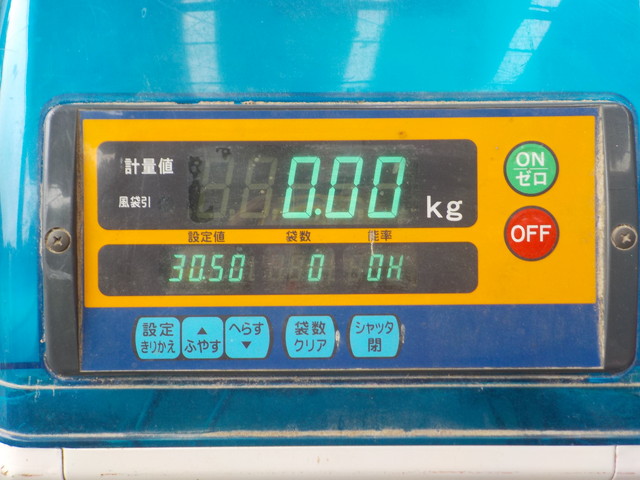 計量値
0.00
ON
ゼロ
風袋引
kg
OFF
設定値 袋数 能率
30.50 0 0H
設定
きりかえ
▲
ふやす
へらす
▼
袋数
クリア
シャッタ
閉